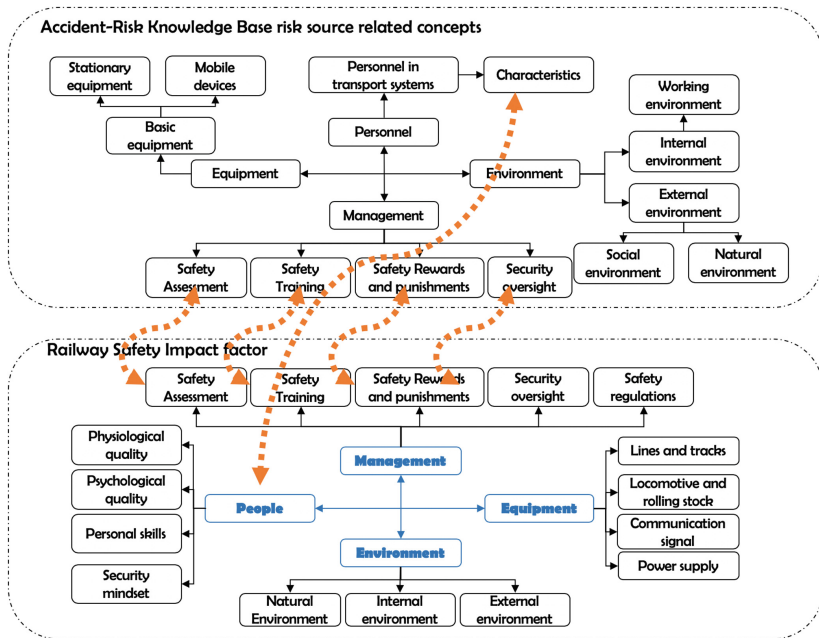 Accident-Risk Knowledge Base risk source related concepts
Stationary
equipment
Mobile
devices
Personnel in
transport systems
Characteristics
Working
environment
Basic
equipment
Personnel
Internal
environment
Equipment
Environment
External
environment
Management
Social
environment
Natural
environment
Safety
Assessment
Safety
Training
Safety Rewards
and punishments
Security
oversight
Railway Safety Impact factor
Safety
Assessment
Safety
Training
Safety Rewards
and punishments
Security
oversight
Safety
regulations
Physiological
quality
Psychological
quality
Personal skills
Security
mindset
Management
People
Equipment
Environment
Lines and tracks
Locomotive and
rolling stock
Communication
signal
Power supply
Natural
Environment
Internal
environment
External
environment